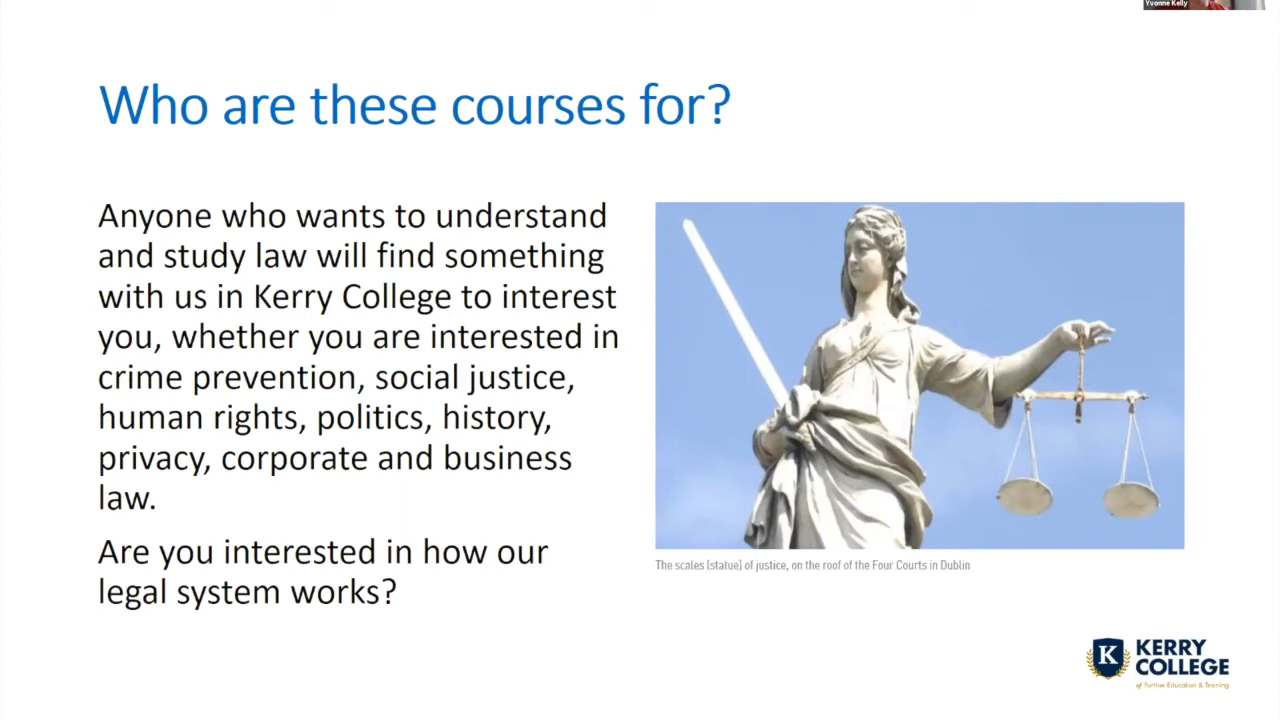 Yvonne Kelly
Who are these courses for?
Anyone who wants to understand
and study law will find something
with us in Kerry College to interest
you, whether you are interested in
crime prevention, social justice,
human rights, politics, history,
privacy, corporate and business
law.
Are you interested in how our
legal system works?
The scales (statue) of justice, on the roof of the Four Courts in Dublin
K
KERRY
COLLEGE
of Further Education & Training